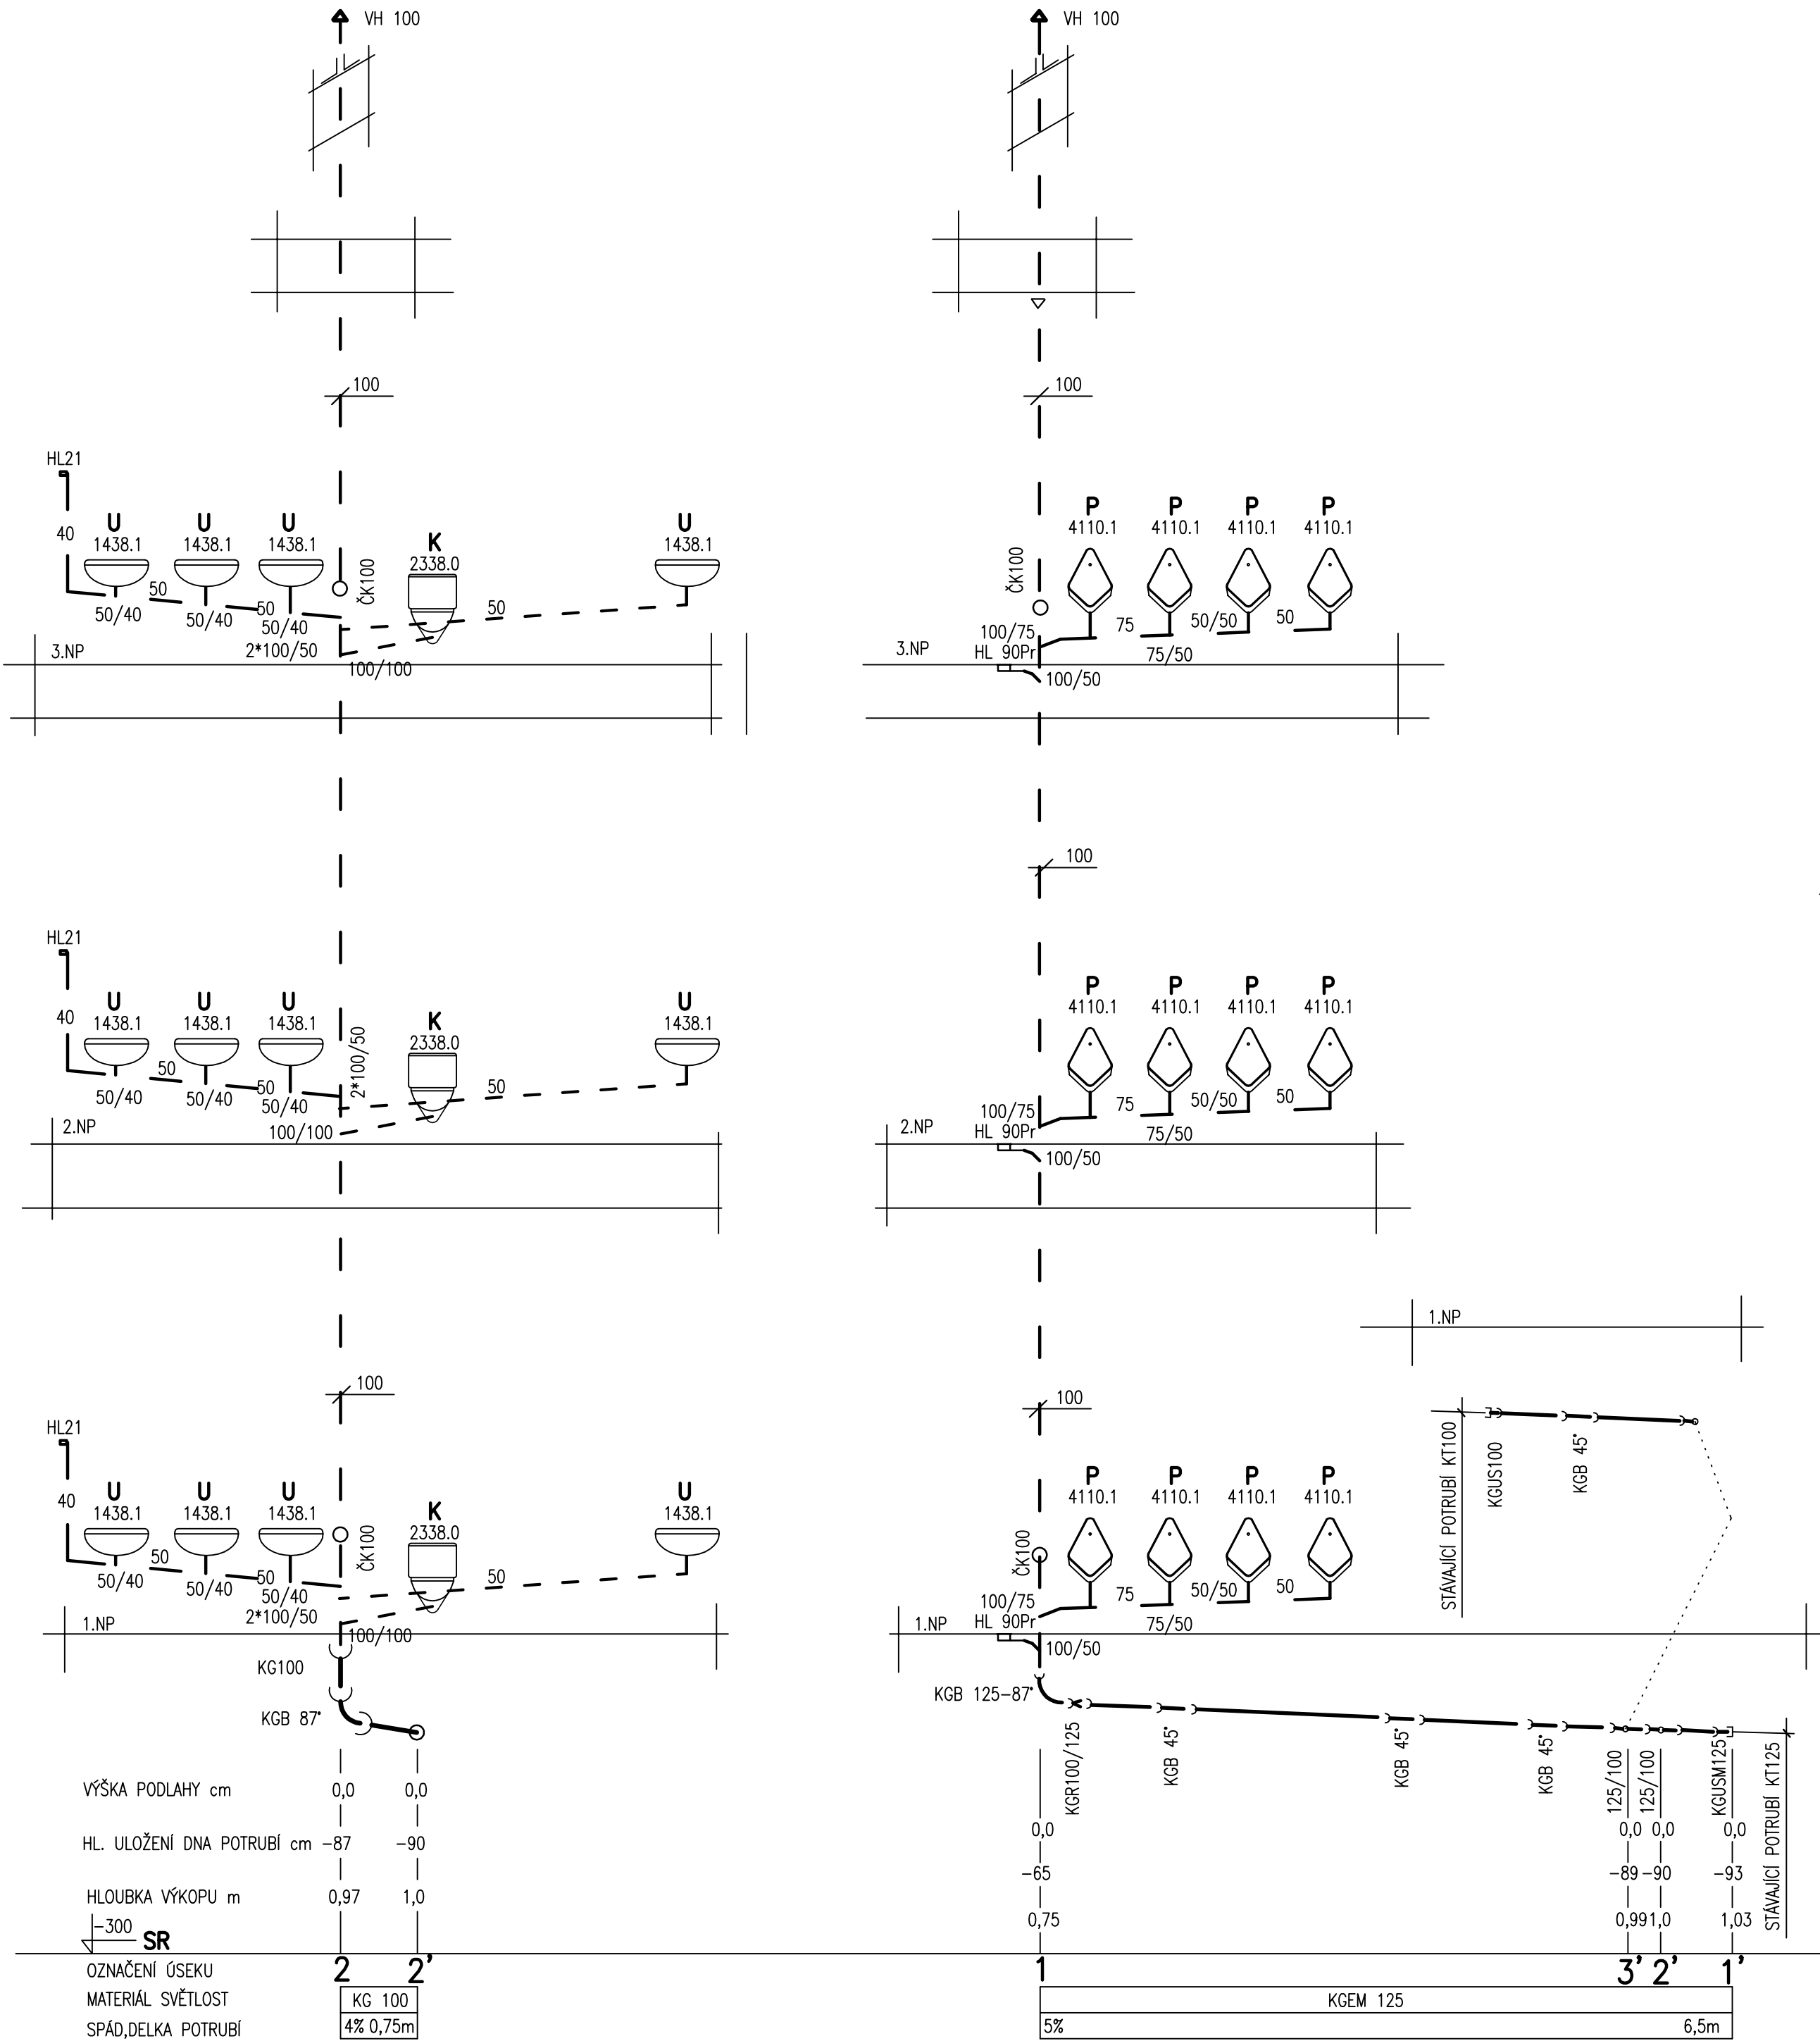 VH 100
VH 100
100
100
HL21
40
U
1438.1
U
1438.1
U
1438.1
ČK100
K
2338.0
U
1438.1
50
50/40
50/40
50
50/40
2*100/50
50
100/100
3.NP
ČK100
P
4110.1
P
4110.1
P
4110.1
P
4110.1
100/75
75
50/50
50
HL 90Pr
75/50
100/50
3.NP
100
HL21
40
U
1438.1
U
1438.1
U
1438.1
2*100/50
K
2338.0
U
1438.1
50
50/40
50/40
50
50/40
50
100/100
2.NP
P
4110.1
P
4110.1
P
4110.1
P
4110.1
100/75
75
50/50
50
HL 90Pr
75/50
100/50
2.NP
1.NP
100
100
HL21
40
U
1438.1
U
1438.1
U
1438.1
ČK100
K
2338.0
U
1438.1
50
50/40
50/40
50
50/40
2*100/50
50
100/100
1.NP
KG100
KGB 87°
ČK100
P
4110.1
P
4110.1
P
4110.1
P
4110.1
100/75
75
50/50
50
HL 90Pr
75/50
100/50
1.NP
STÁVAJÍCÍ POTRUBÍ KT100
KGUS100
KGB 45°
KGB 125-87°
KGR100/125
KGB 45°
KGB 45°
KGB 45°
125/100
125/100
KGUSM125
STÁVAJÍCÍ POTRUBÍ KT125
VÝŠKA PODLAHY cm 0,0 0,0
0,0 0,0 0,0 0,0
HL. ULOŽENÍ DNA POTRUBÍ cm -87 -90
-65 -89 -90 -93
HLOUBKA VÝKOPU m 0,97 1,0
0,75 0,99 1,0 1,03
-300 SR
OZNAČENÍ ÚSEKU 2 2' 1 3' 2' 1'
MATERIÁL SVĚTLOST KG 100 KGEM 125
SPÁD,DELKA POTRUBÍ 4% 0,75m 5% 6,5m